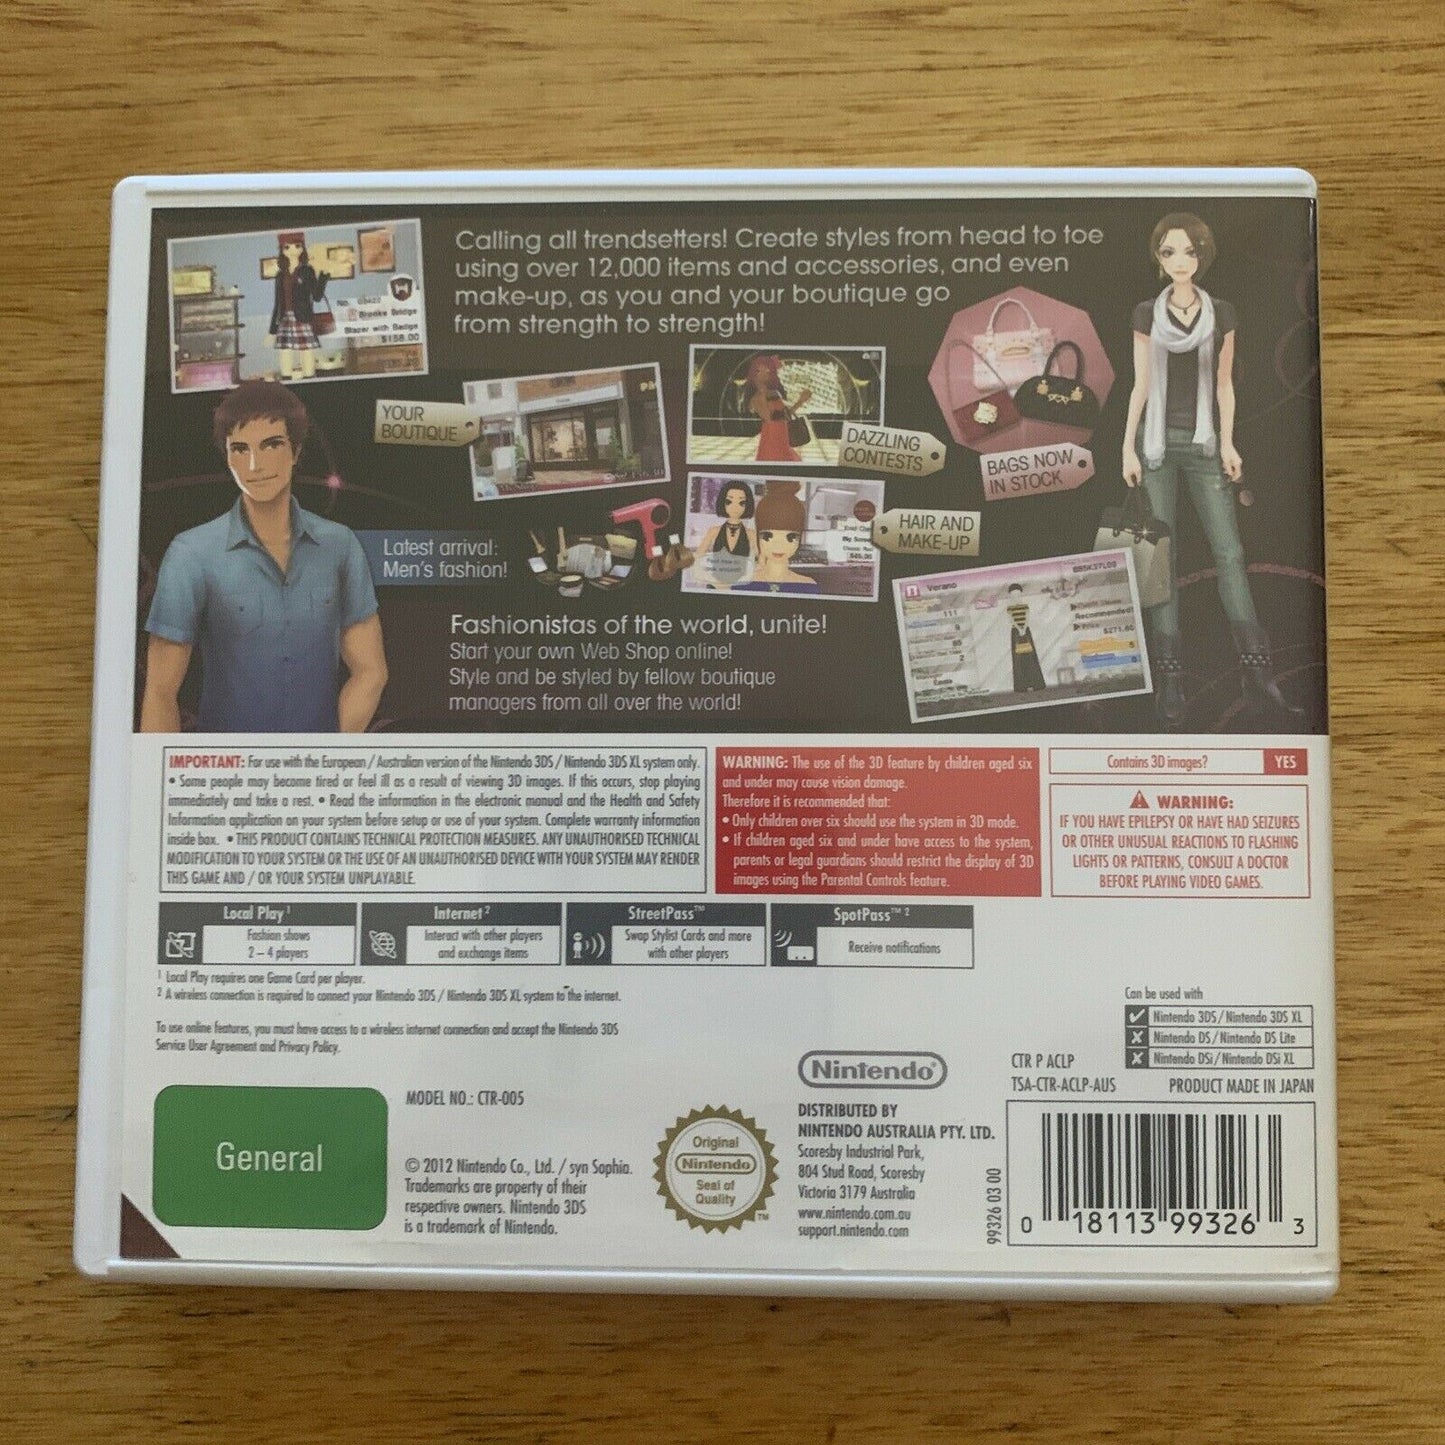 Calling all trendsetters! Create styles from head to toe
using over 12,000 items and accessories, and even
make-up, as you and your boutique go
from strength to strength!
Brooke Bridge
Blazer with Badge
$158.00
YOUR
BOUTIQUE
DAZZLING
CONTESTS
BAGS NOW
IN STOCK
HAIR AND
MAKE-UP
Latest arrival:
Men's fashion!
Verano
111
Recommended!
Price
$271.60
Fashionistas of the world, unite!
Start your own Web Shop online!
Style and be styled by fellow boutique
managers from all over the world!
IMPORTANT: For use with the European / Australian version of the Nintendo 3DS / Nintendo 3DS XL system only.
• Some people may become tired or feel ill as a result of viewing 3D images. If this occurs, stop playing
immediately and take a rest. • Read the information in the electronic manual and the Health and Safety
Information application on your system before setup or use of your system. Complete warranty information
inside box. • THIS PRODUCT CONTAINS TECHNICAL PROTECTION MEASURES. ANY UNAUTHORISED TECHNICAL
MODIFICATION TO YOUR SYSTEM OR THE USE OF AN UNAUTHORISED DEVICE WITH YOUR SYSTEM MAY RENDER
THIS GAME AND / OR YOUR SYSTEM UNPLAYABLE.
WARNING: The use of the 3D feature by children aged six
and under may cause vision damage.
Therefore it is recommended that:
• Only children over six should use the system in 3D mode.
• If children aged six and under have access to the system,
parents or legal guardians should restrict the display of 3D
images using the Parental Controls feature.
Contains 3D images? YES
WARNING:
IF YOU HAVE EPILEPSY OR HAVE HAD SEIZURES
OR OTHER UNUSUAL REACTIONS TO FLASHING
LIGHTS OR PATTERNS, CONSULT A DOCTOR
BEFORE PLAYING VIDEO GAMES.
Local Play 1
Fashion shows
2 – 4 players
Internet 2
Interact with other players
and exchange items
StreetPass™
Swap Stylist Cards and more
with other players
SpotPass™ 2
Receive notifications
1 Local Play requires one Game Card per player.
2 A wireless connection is required to connect your Nintendo 3DS / Nintendo 3DS XL system to the internet.
To use online features, you must have access to a wireless internet connection and accept the Nintendo 3DS
Service User Agreement and Privacy Policy.
Can be used with
Nintendo 3DS / Nintendo 3DS XL
Nintendo DS / Nintendo DS Lite
Nintendo DSi / Nintendo DSi XL
CTR P ACLP
TSA-CTR-ACLP-AUS
PRODUCT MADE IN JAPAN
General
MODEL NO.: CTR-005
© 2012 Nintendo Co., Ltd. / syn Sophia.
Trademarks are property of their
respective owners. Nintendo 3DS
is a trademark of Nintendo.
Original
Nintendo
Seal of
Quality
TM
Nintendo®
DISTRIBUTED BY
NINTENDO AUSTRALIA PTY. LTD.
Scoresby Industrial Park,
804 Stud Road, Scoresby
Victoria 3179 Australia
www.nintendo.com.au
support.nintendo.com
99326 03 00
0 18113 99326 3